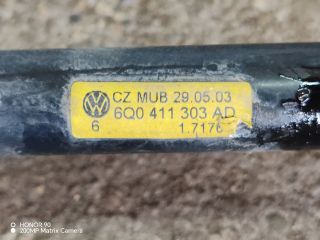 CZ MUB 29.05.03
6Q0 411 303 AD
6 1.7176
HONOR 90
200MP Matrix Camera